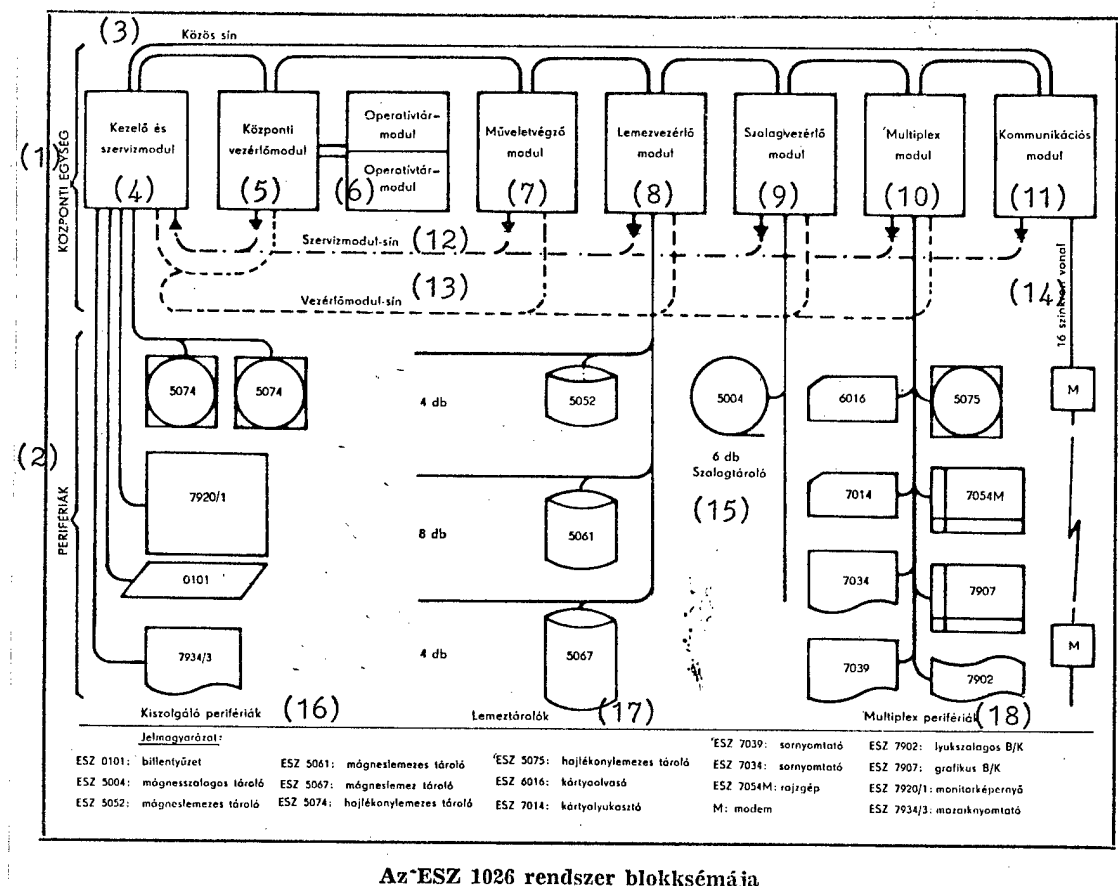 (3)
Közös sín
(1)
KÖZPONTI EGYSÉG
Kezelő és
szervizmodul
(4)
Központi
vezérlőmodul
(5)
Operatívtár-
modul
Operatívtár-
modul
(6)
Műveletvégző
modul
(7)
Lemezvezérlő
modul
(8)
Szalagvezérlő
modul
(9)
Multiplex
modul
(10)
Kommunikációs
modul
(11)
Szervizmodul-sín (12)
Vezérlőmodul-sín (13)
(14)
16 szinkron vonal
(2)
PERIFÉRIÁK
5074
5074
7920/1
0101
7934/3
Kiszolgáló perifériák (16)
4 db
5052
8 db
5061
4 db
5067
Lemeztárolók (17)
5004
6 db
Szalagtároló
(15)
6016
5075
7014
7054M
7034
7907
7039
7902
Multiplex perifériák (18)
M
M
Jelmagyarázat:
ESZ 0101: billentyűzet
ESZ 5004: mágnesszalagos tároló
ESZ 5052: mágneslemezes tároló
ESZ 5061: mágneslemezes tároló
ESZ 5067: mágneslemez tároló
ESZ 5074: hajlékonylemezes tároló
ESZ 5075: hajlékonylemezes tároló
ESZ 6016: kártyaolvasó
ESZ 7014: kártyalyukasztó
ESZ 7039: sornyomtató
ESZ 7034: sornyomtató
ESZ 7054M: rajzgép
M: modem
ESZ 7902: lyukszalagos B/K
ESZ 7907: grafikus B/K
ESZ 7920/1: monitorképernyő
ESZ 7934/3: mozaiknyomtató
Az ESZ 1026 rendszer blokksémája